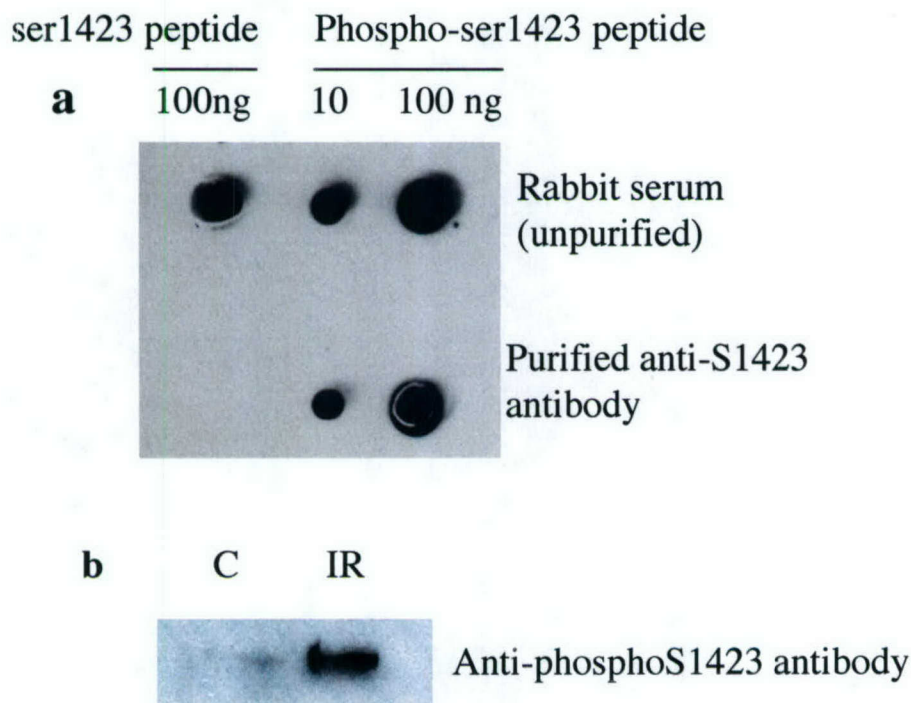 ser1423 peptide Phospho-ser1423 peptide
a 100ng 10 100 ng
Rabbit serum
(unpurified)
Purified anti-S1423
antibody
b C IR
Anti-phosphoS1423 antibody